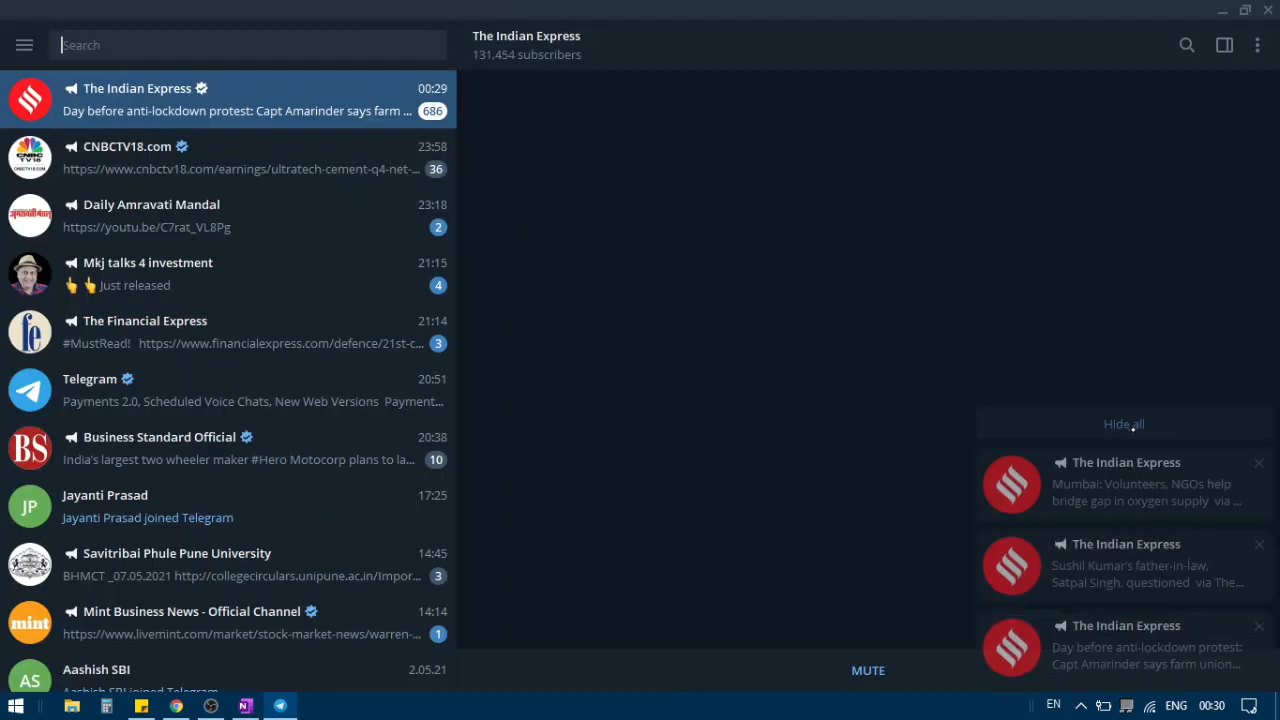 Search
The Indian Express 00:29
Day before anti-lockdown protest: Capt Amarinder says farm ... 686
CNBCTV18.com 23:58
https://www.cnbctv18.com/earnings/ultratech-cement-q4-net-... 36
Daily Amravati Mandal 23:18
https://youtu.be/C7rat_VL8Pg 2
Mkj talks 4 investment 21:15
👆 👆 Just released 4
The Financial Express 21:14
#MustRead! https://www.financialexpress.com/defence/21st-c... 3
Telegram 20:51
Payments 2.0, Scheduled Voice Chats, New Web Versions Payment...
Business Standard Official 20:38
India's largest two wheeler maker #Hero Motocorp plans to la... 10
Jayanti Prasad 17:25
JP
Jayanti Prasad joined Telegram
Savitribai Phule Pune University 14:45
BHMCT _07.05.2021 http://collegecirculars.unipune.ac.in/Impor... 3
Mint Business News - Official Channel 14:14
mint
https://www.livemint.com/market/stock-market-news/warren-... 1
Aashish SBI 2.05.21
AS
Aashish SBI joined Telegram
The Indian Express
131,454 subscribers
Hide all
The Indian Express
Mumbai: Volunteers, NGOs help
bridge gap in oxygen supply via ...
The Indian Express
Sushil Kumar's father-in-law,
Satpal Singh, questioned via The...
The Indian Express
Day before anti-lockdown protest:
Capt Amarinder says farm union...
MUTE
EN ENG 00:30